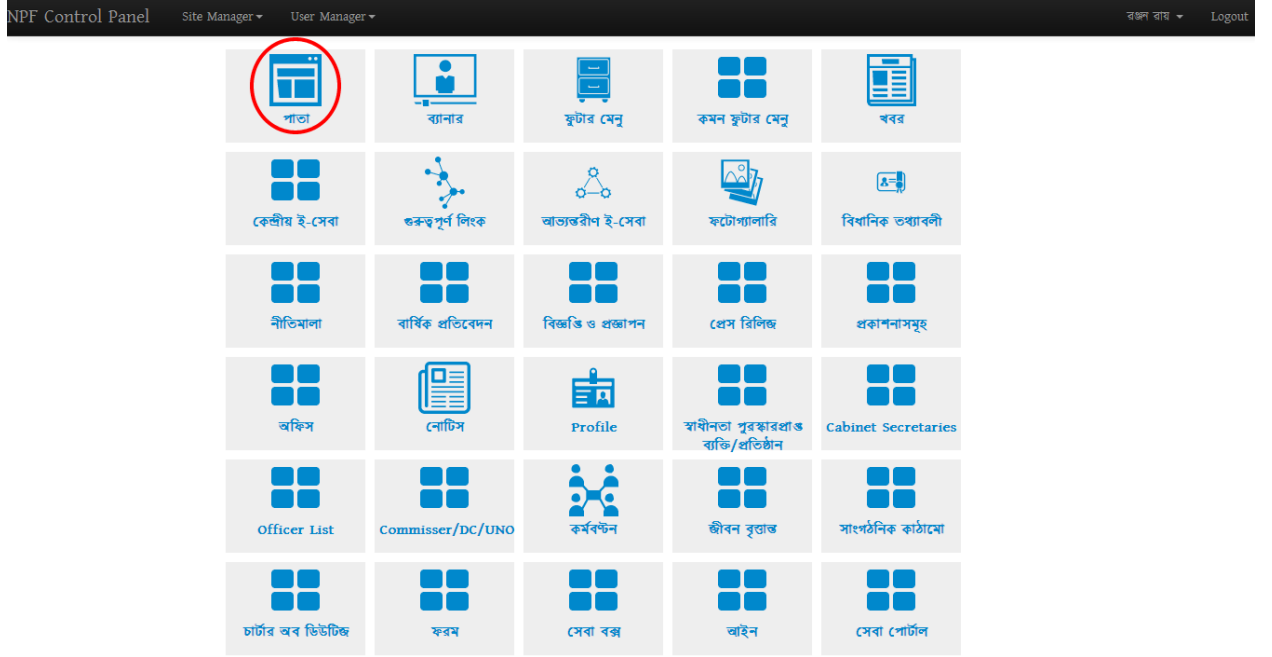 NPF Control Panel Site Manager User Manager রঞ্জন রায় Logout
পাতা ব্যানার ফুটার মেনু কমন ফুটার মেনু খবর
কেন্দ্রীয় ই-সেবা গুরুত্বপূর্ণ লিংক আভ্যন্তরীণ ই-সেবা ফটোগ্যালারি বিধানিক তথ্যাবলী
নীতিমালা বার্ষিক প্রতিবেদন বিজ্ঞপ্তি ও প্রজ্ঞাপন প্রেস রিলিজ প্রকাশনাসমূহ
অফিস নোটিস Profile স্বাধীনতা পুরস্কারপ্রাপ্ত Cabinet Secretaries
ব্যক্তি/প্রতিষ্ঠান
Officer List Commisser/DC/UNO কর্মবণ্টন জীবন বৃত্তান্ত সাংগঠনিক কাঠামো
চার্টার অব ডিউটিজ ফরম সেবা বক্স আইন সেবা পোর্টাল